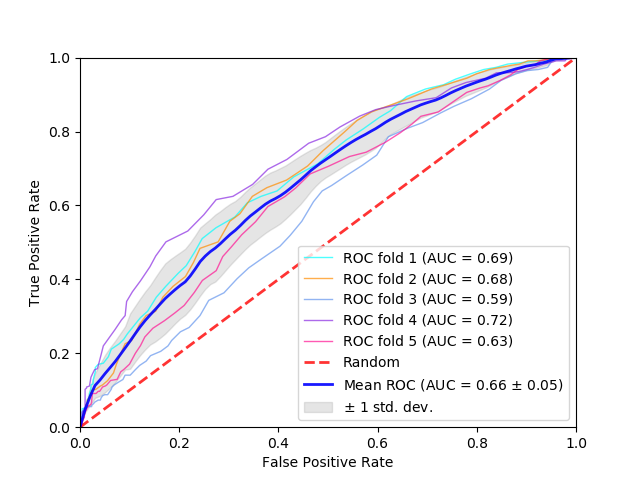 1.0
0.8
0.6
0.4
0.2
0.0
True Positive Rate
ROC fold 1 (AUC = 0.69)
ROC fold 2 (AUC = 0.68)
ROC fold 3 (AUC = 0.59)
ROC fold 4 (AUC = 0.72)
ROC fold 5 (AUC = 0.63)
Random
Mean ROC (AUC = 0.66 ± 0.05)
± 1 std. dev.
0.0 0.2 0.4 0.6 0.8 1.0
False Positive Rate